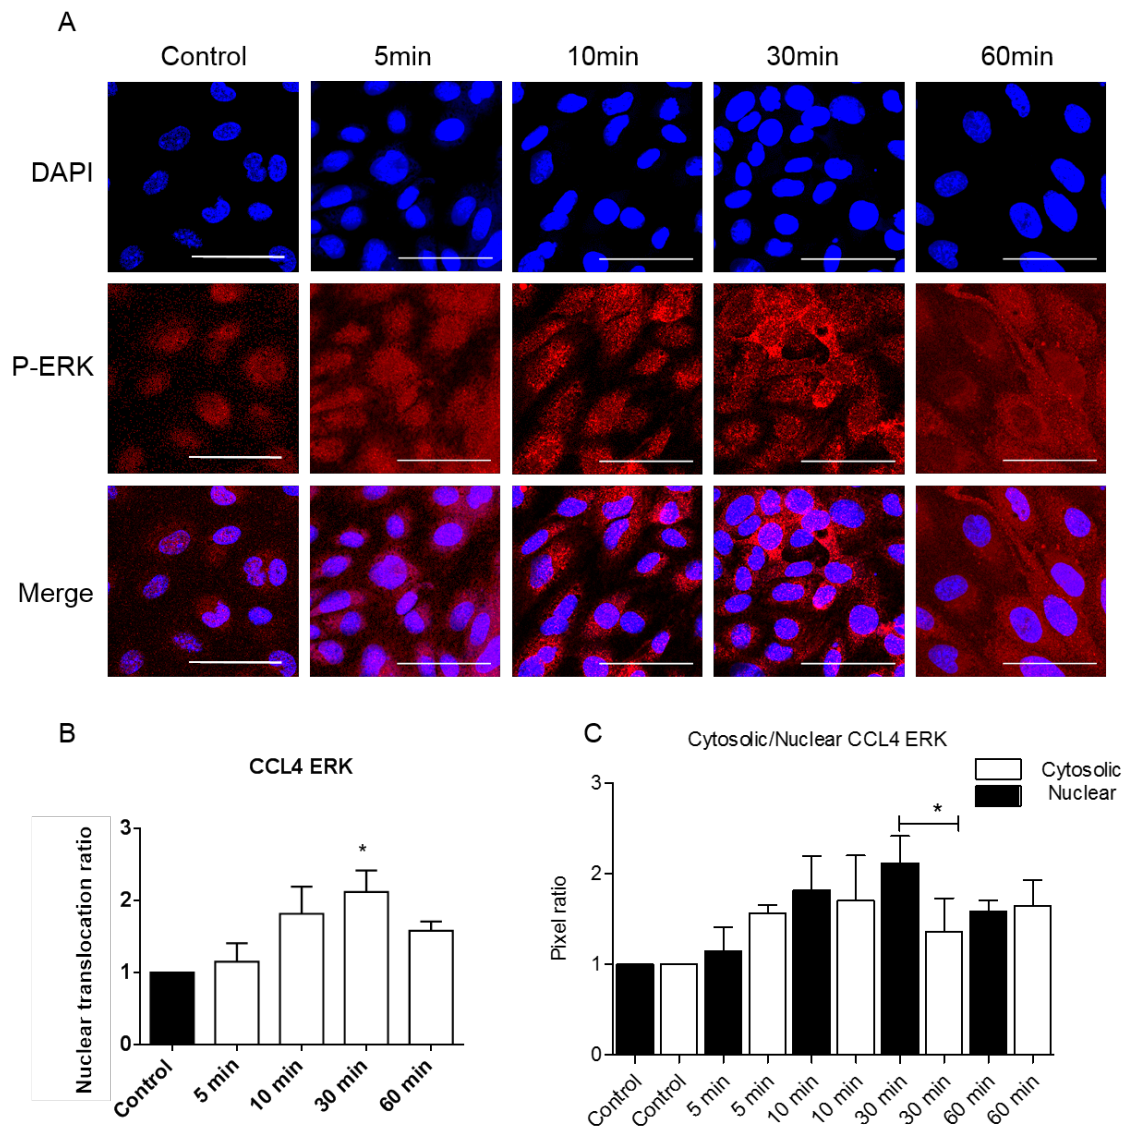 A
Control 5min 10min 30min 60min
DAPI
P-ERK
Merge
B
CCL4 ERK
Nuclear translocation ratio
3
2
1
0
Control 5 min 10 min 30 min 60 min
*
C
Cytosolic/Nuclear CCL4 ERK
Cytosolic
Nuclear
Pixel ratio
3
2
1
0
*
Control Control 5 min 5 min 10 min 10 min 30 min 30 min 60 min 60 min